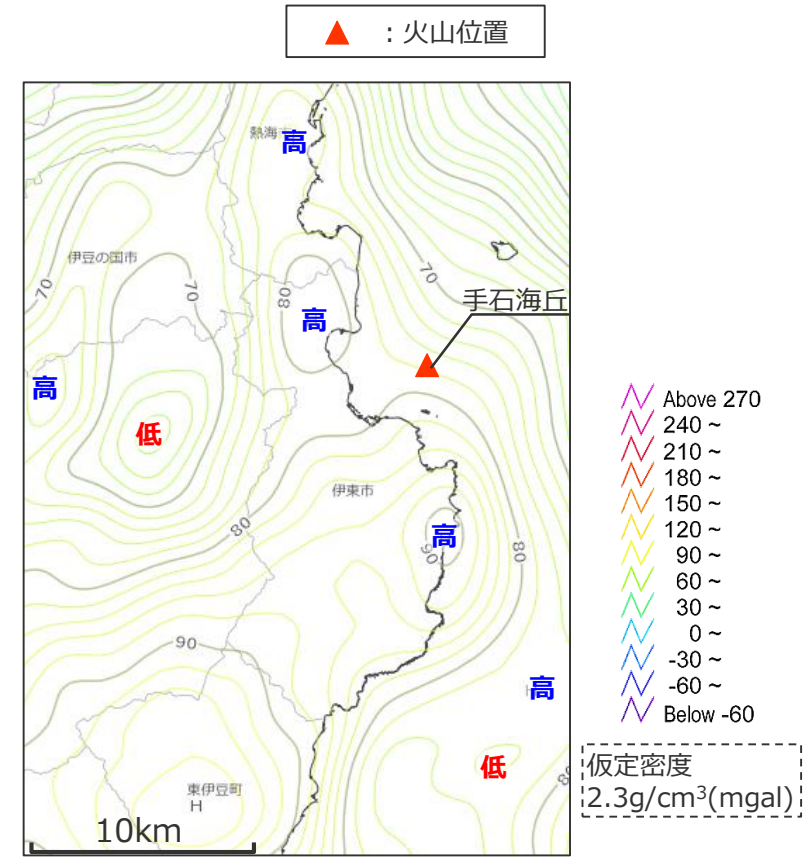 ：火山位置
熱海
高
伊豆の国市
70
70
70
80
手石海丘
高
高
低
伊東市
80
高
90
80
90
高
低
80
東伊豆町
H
10km
Above 270
240 ~
210 ~
180 ~
150 ~
120 ~
90 ~
60 ~
30 ~
0 ~
-30 ~
-60 ~
Below -60
仮定密度
2.3g/cm³(mgal)